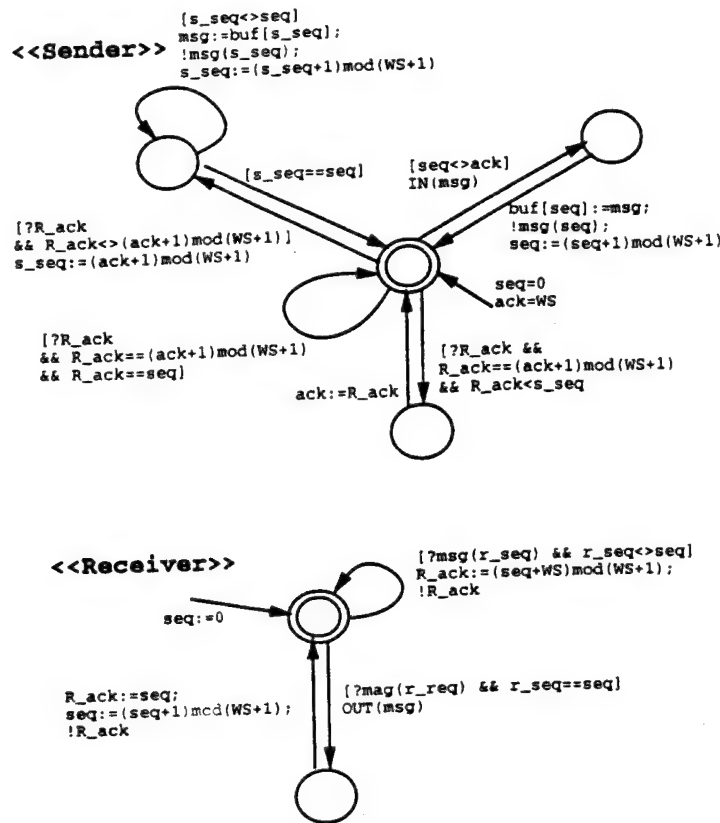 [s_seq<>seq]
msg:=buf[s_seq];
!msg(s_seq);
s_seq:=(s_seq+1)mod(WS+1)
<<Sender>>
[s_seq==seq]
[seq<>ack]
IN(msg)
[?R_ack
&& R_ack<>(ack+1)mod(WS+1)]
s_seq:=(ack+1)mod(WS+1)
buf[seq]:=msg;
!msg(seq);
seq:=(seq+1)mod(WS+1)
seq=0
ack=WS
[?R_ack
&& R_ack==(ack+1)mod(WS+1)
&& R_ack==seq]
[?R_ack &&
R_ack==(ack+1)mod(WS+1)
&& R_ack<s_seq
ack:=R_ack
<<Receiver>>
[?msg(r_seq) && r_seq<>seq]
R_ack:=(seq+WS)mod(WS+1);
!R_ack
seq:=0
R_ack:=seq;
seq:=(seq+1)mcd(WS+1);
!R_ack
[?mag(r_req) && r_seq==seq]
OUT(msg)